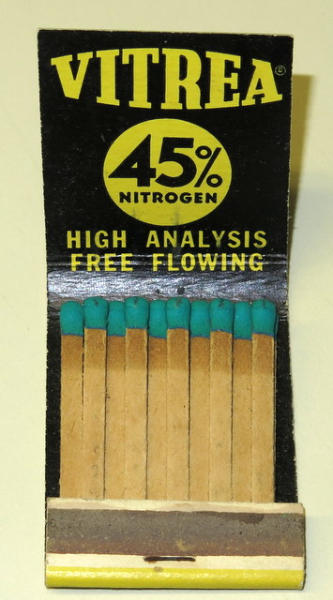 VITREA®
45%
NITROGEN
HIGH ANALYSIS
FREE FLOWING